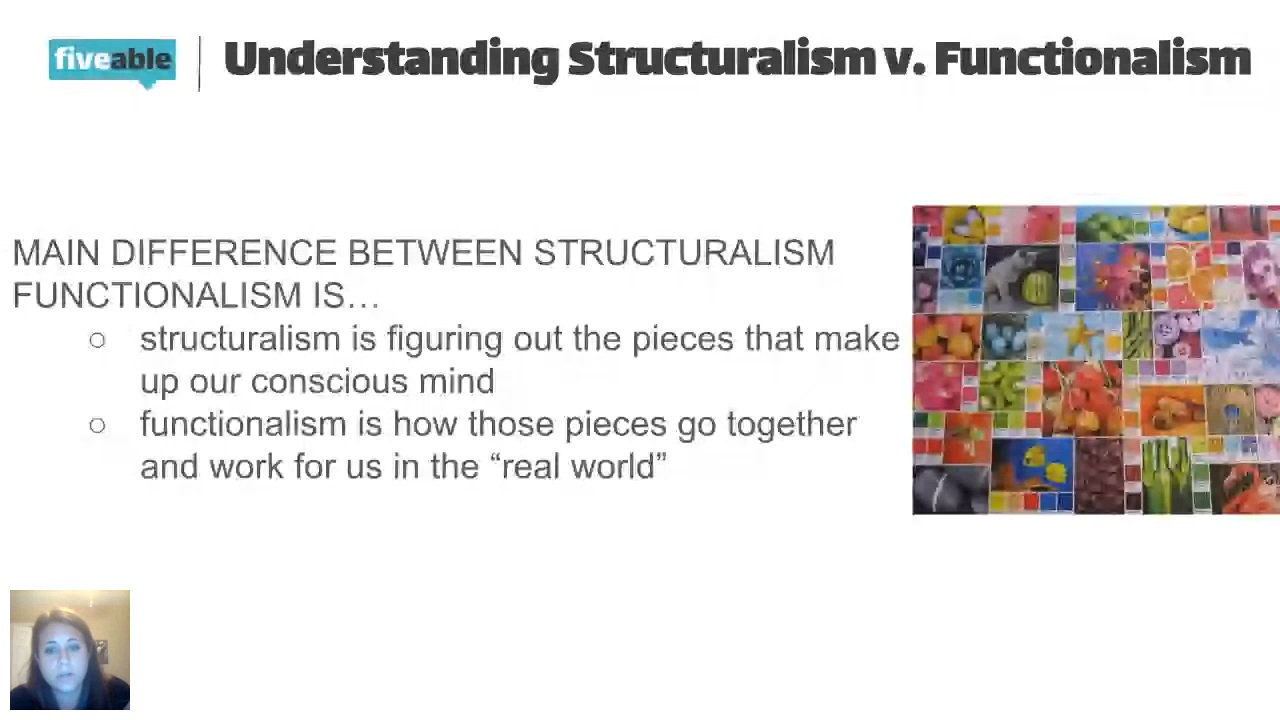 fiveable
Understanding Structuralism v. Functionalism
MAIN DIFFERENCE BETWEEN STRUCTURALISM
FUNCTIONALISM IS…
○ structuralism is figuring out the pieces that make
up our conscious mind
○ functionalism is how those pieces go together
and work for us in the “real world”